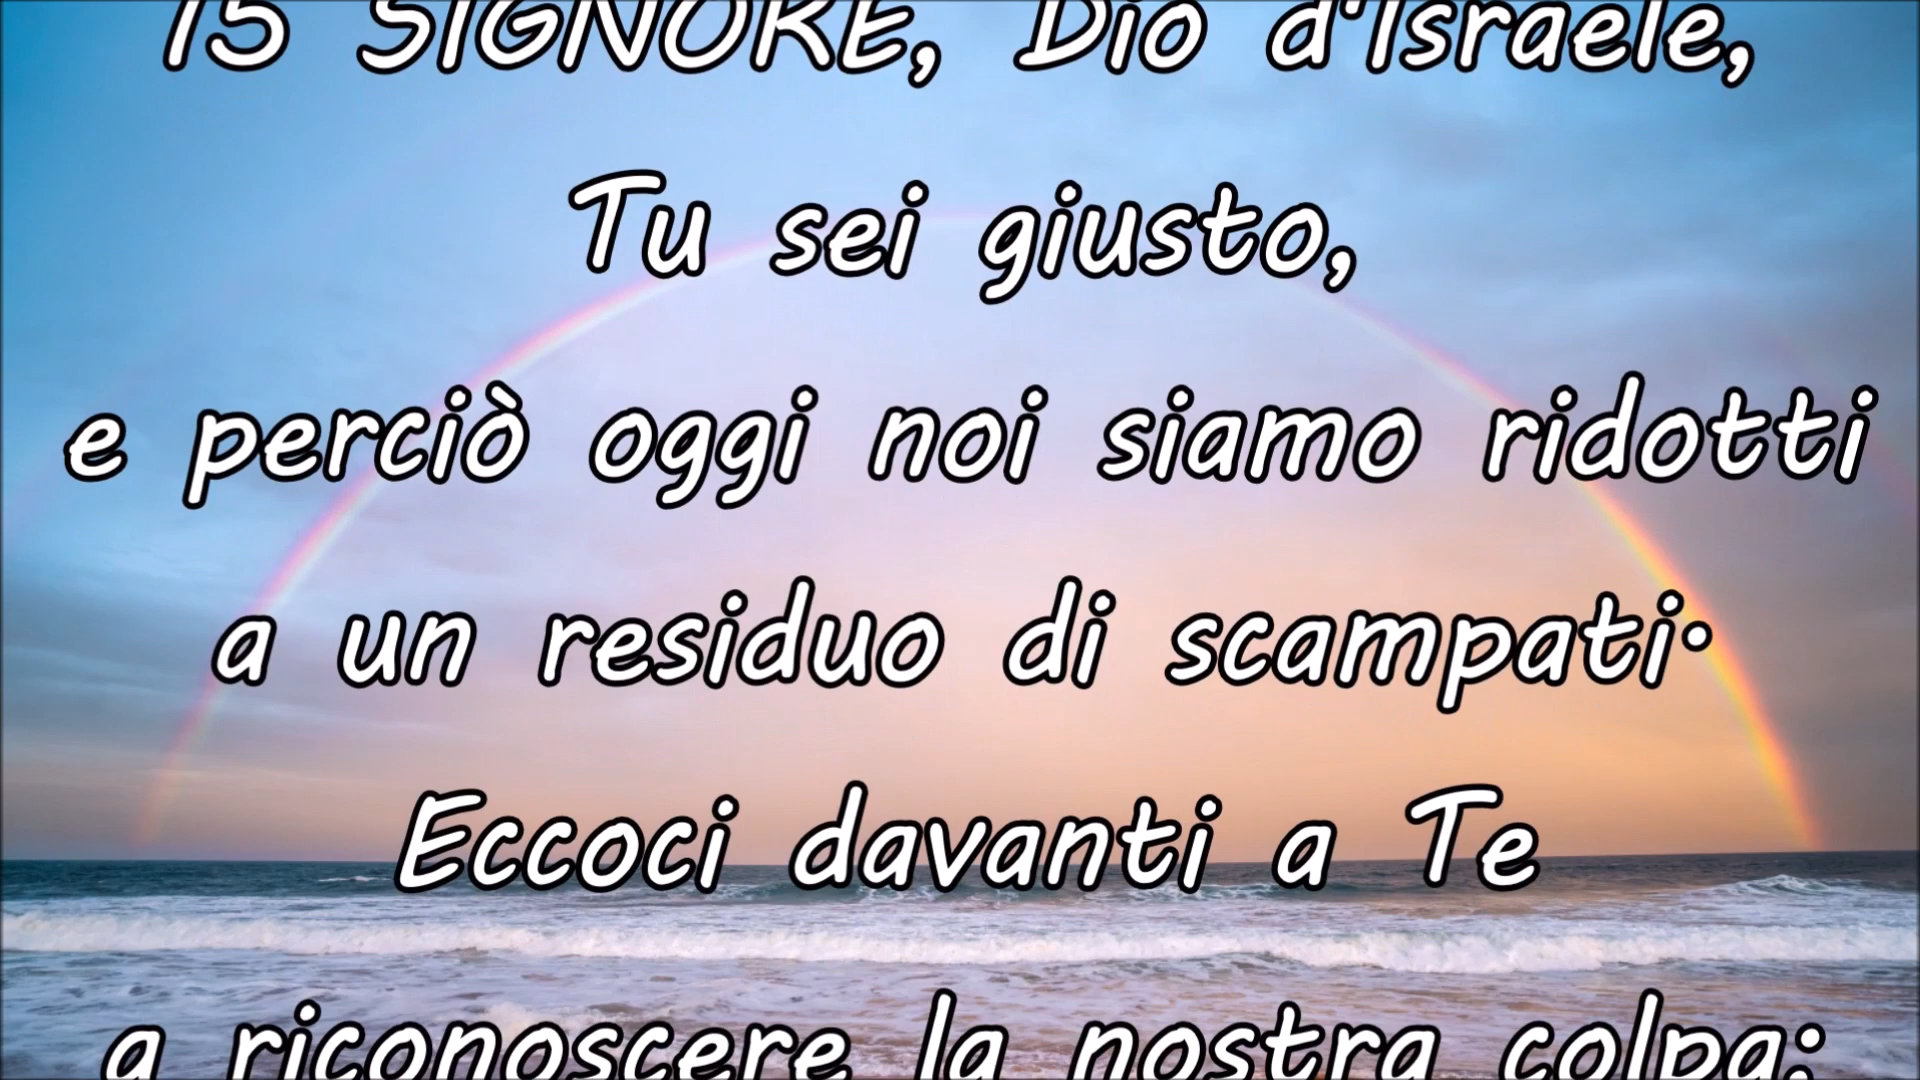 15 SIGNORE, Dio d'Israele,
Tu sei giusto,
e perciò oggi noi siamo ridotti
a un residuo di scampati·
Eccoci davanti a Te
a riconoscere la nostra colpa;